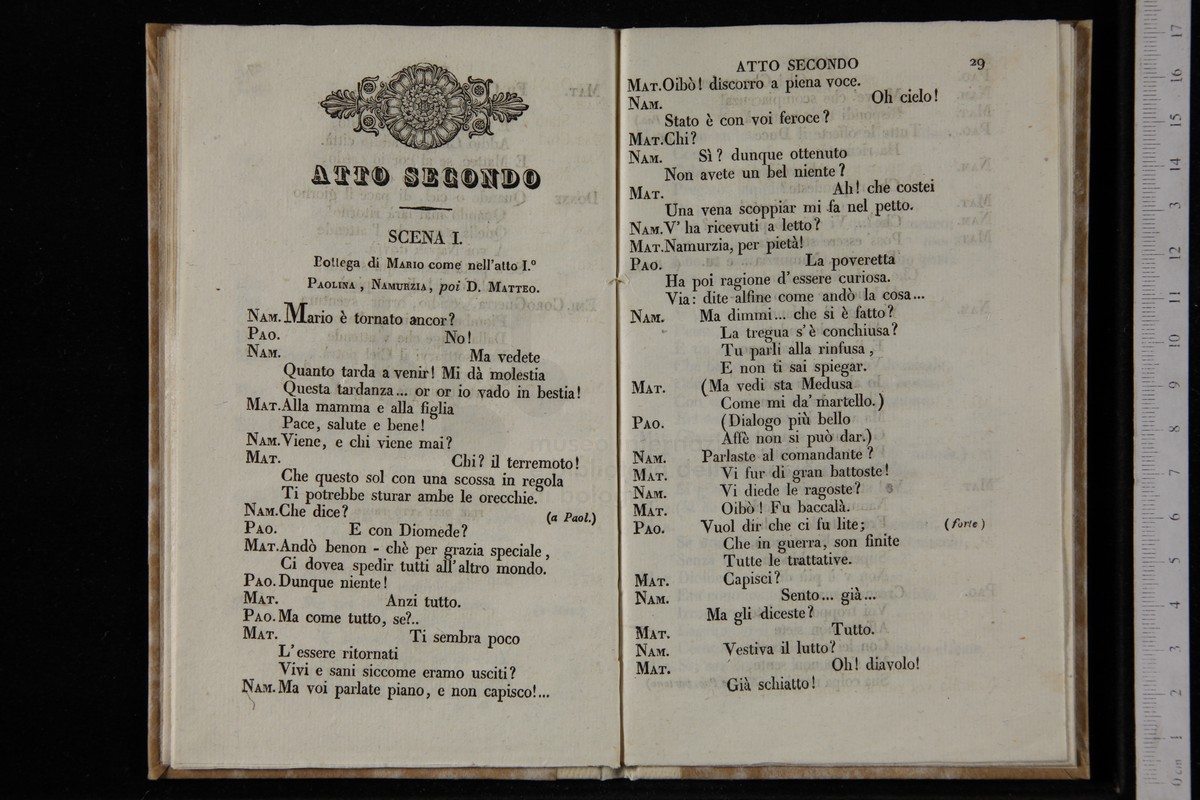 ATTO SECONDO
SCENA I.
Bottega di MARIO come nell'atto I.º
PAOLINA, NAMURZIA, poi D. MATTEO.
NAM. Mario è tornato ancor?
PAO. No!
NAM. Ma vedete
Quanto tarda a venir! Mi dà molestia
Questa tardanza... or or io vado in bestia!
MAT. Alla mamma e alla figlia
Pace, salute e bene!
NAM. Viene, e chi viene mai?
MAT. Chi? il terremoto!
Che questo sol con una scossa in regola
Ti potrebbe sturar ambe le orecchie.
NAM. Che dice? (a Paol.)
PAO. E con Diomede?
MAT. Andò benon - chè per grazia speciale,
Ci dovea spedir tutti all'altro mondo.
PAO. Dunque niente!
MAT. Anzi tutto.
PAO. Ma come tutto, se?..
MAT. Ti sembra poco
L'essere ritornati
Vivi e sani siccome eramo usciti?
NAM. Ma voi parlate piano, e non capisco!...
ATTO SECONDO 29
MAT. Oibò! discorro a piena voce.
NAM. Oh cielo!
Stato è con voi feroce?
MAT. Chi?
NAM. Sì? dunque ottenuto
Non avete un bel niente?
MAT. Ah! che costei
Una vena scoppiar mi fa nel petto.
NAM. V' ha ricevuti a letto?
MAT. Namurzia, per pietà!
PAO. La poveretta
Ha poi ragione d'essere curiosa.
Via: dite alfine come andò la cosa...
NAM. Ma dimmi... che si è fatto?
La tregua s'è conchiusa?
Tu parli alla rinfusa,
E non ti sai spiegar.
MAT. (Ma vedi sta Medusa
Come mi da' martello.)
PAO. (Dialogo più bello
Affè non si può dar.)
NAM. Parlaste al comandante?
MAT. Vi fur di gran battoste!
NAM. Vi diede le ragoste?
MAT. Oibò! Fu baccalà.
PAO. Vuol dir che ci fu lite; (forte)
Che in guerra, son finite
Tutte le trattative.
MAT. Capisci?
NAM. Sento... già...
Ma gli diceste?
MAT. Tutto.
NAM. Vestiva il lutto?
MAT. Oh! diavolo!
Già schiatto!